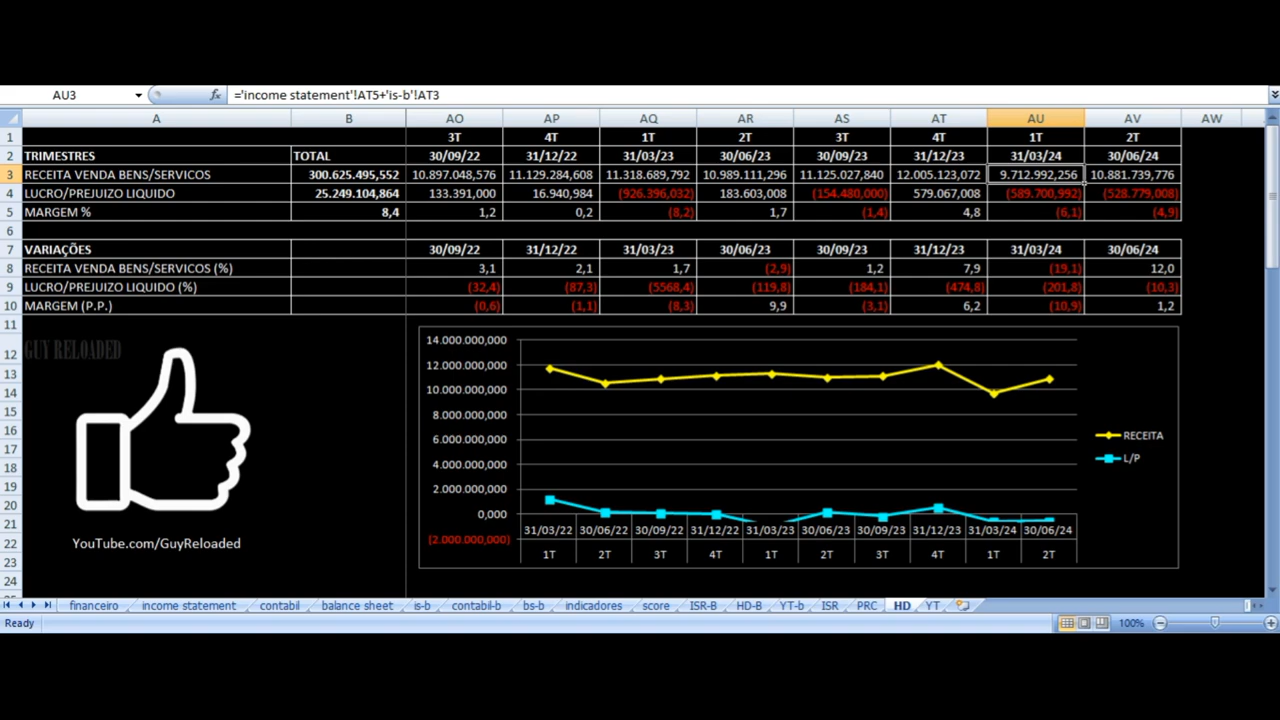 AU3 fx ='income statement'!AT5+'is-b'!AT3
A B AO AP AQ AR AS AT AU AV AW
1 3T 4T 1T 2T 3T 4T 1T 2T
2 TRIMESTRES TOTAL 30/09/22 31/12/22 31/03/23 30/06/23 30/09/23 31/12/23 31/03/24 30/06/24
3 RECEITA VENDA BENS/SERVICOS 300.625.495,552 10.897.048,576 11.129.284,608 11.318.689,792 10.989.111,296 11.125.027,840 12.005.123,072 9.712.992,256 10.881.739,776
4 LUCRO/PREJUIZO LIQUIDO 25.249.104,864 133.391,000 16.940,984 (926.396,032) 183.603,008 (154.480,000) 579.067,008 (589.700,992) (528.779,008)
5 MARGEM % 8,4 1,2 0,2 (8,2) 1,7 (1,4) 4,8 (6,1) (4,9)
6
7 VARIAÇÕES 30/09/22 31/12/22 31/03/23 30/06/23 30/09/23 31/12/23 31/03/24 30/06/24
8 RECEITA VENDA BENS/SERVICOS (%) 3,1 2,1 1,7 (2,9) 1,2 7,9 (19,1) 12,0
9 LUCRO/PREJUIZO LIQUIDO (%) (32,4) (87,3) (5568,4) (119,8) (184,1) (474,8) (201,8) (10,3)
10 MARGEM (P.P.) (0,6) (1,1) (8,3) 9,9 (3,1) 6,2 (10,9) 1,2
11
12 GUY RELOADED
13
14
15
16
17
18
19
20
21
22 YouTube.com/GuyReloaded
23
24
14.000.000,000
12.000.000,000
10.000.000,000
8.000.000,000
6.000.000,000
4.000.000,000
2.000.000,000
0,000
(2.000.000,000)
31/03/22 30/06/22 30/09/22 31/12/22 31/03/23 30/06/23 30/09/23 31/12/23 31/03/24 30/06/24
1T 2T 3T 4T 1T 2T 3T 4T 1T 2T
RECEITA
L/P
financeiro income statement contabil balance sheet is-b contabil-b bs-b indicadores score ISR-B HD-B YT-b ISR PRC HD YT
Ready 100%